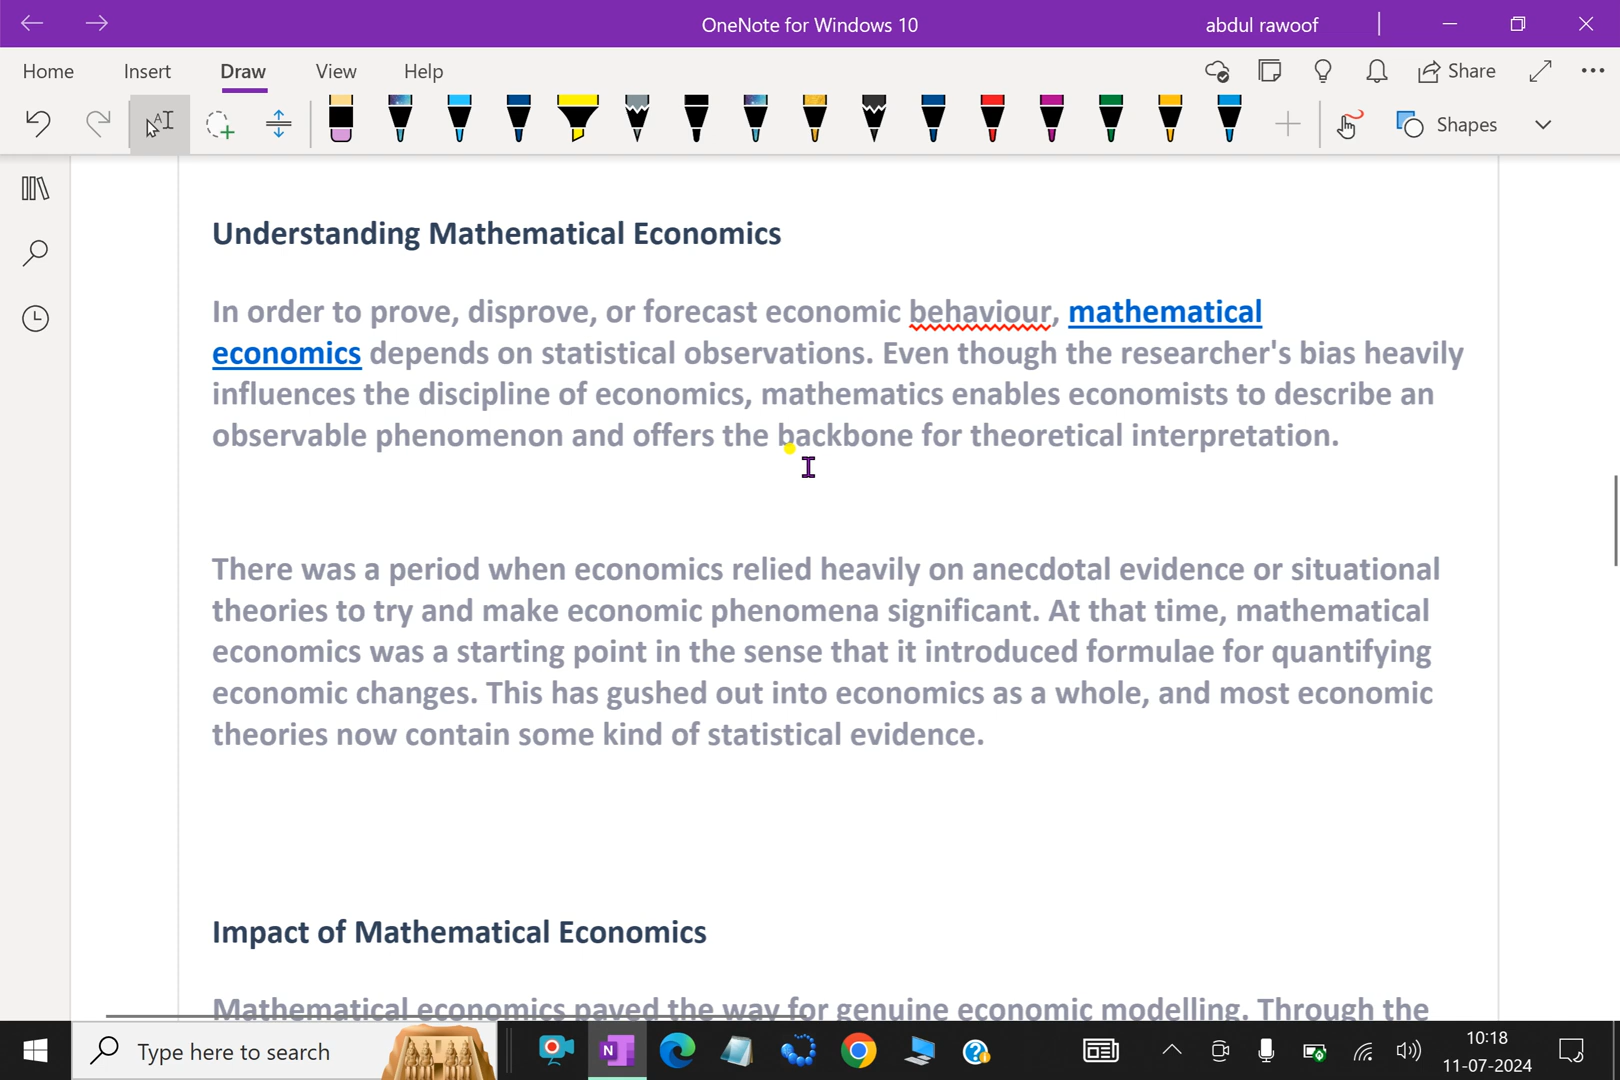 OneNote for Windows 10
abdul rawoof
Home Insert Draw View Help
Share
Shapes
Understanding Mathematical Economics
In order to prove, disprove, or forecast economic behaviour, mathematical
economics depends on statistical observations. Even though the researcher's bias heavily
influences the discipline of economics, mathematics enables economists to describe an
observable phenomenon and offers the backbone for theoretical interpretation.
There was a period when economics relied heavily on anecdotal evidence or situational
theories to try and make economic phenomena significant. At that time, mathematical
economics was a starting point in the sense that it introduced formulae for quantifying
economic changes. This has gushed out into economics as a whole, and most economic
theories now contain some kind of statistical evidence.
Impact of Mathematical Economics
Mathematical economics paved the way for genuine economic modelling. Through the
Type here to search
10:18
11-07-2024